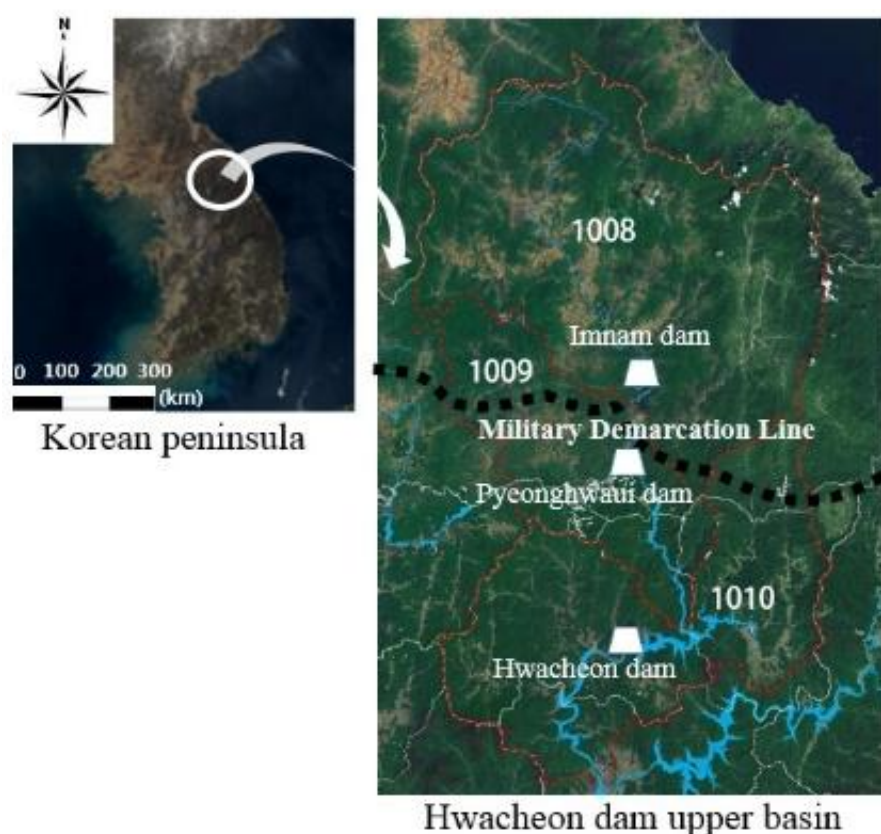 N
0 100 200 300
(km)
Korean peninsula
1008
Imnam dam
1009
Military Demarcation Line
Pyeonghwaui dam
1010
Hwacheon dam
Hwacheon dam upper basin